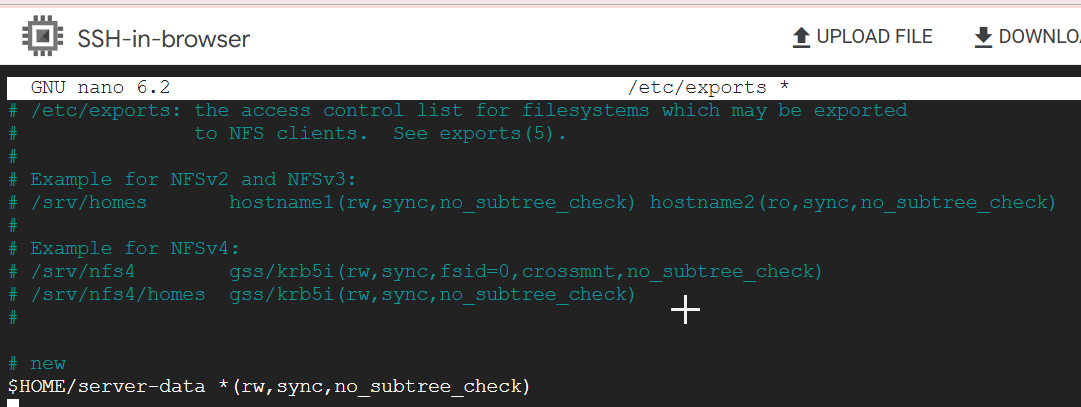 SSH-in-browser
UPLOAD FILE
DOWNLO
GNU nano 6.2 /etc/exports *
# /etc/exports: the access control list for filesystems which may be exported
# to NFS clients. See exports(5).
#
# Example for NFSv2 and NFSv3:
# /srv/homes hostname1(rw,sync,no_subtree_check) hostname2(ro,sync,no_subtree_check)
#
# Example for NFSv4:
# /srv/nfs4 gss/krb5i(rw,sync,fsid=0,crossmnt,no_subtree_check)
# /srv/nfs4/homes gss/krb5i(rw,sync,no_subtree_check)
#
# new
$HOME/server-data *(rw,sync,no_subtree_check)